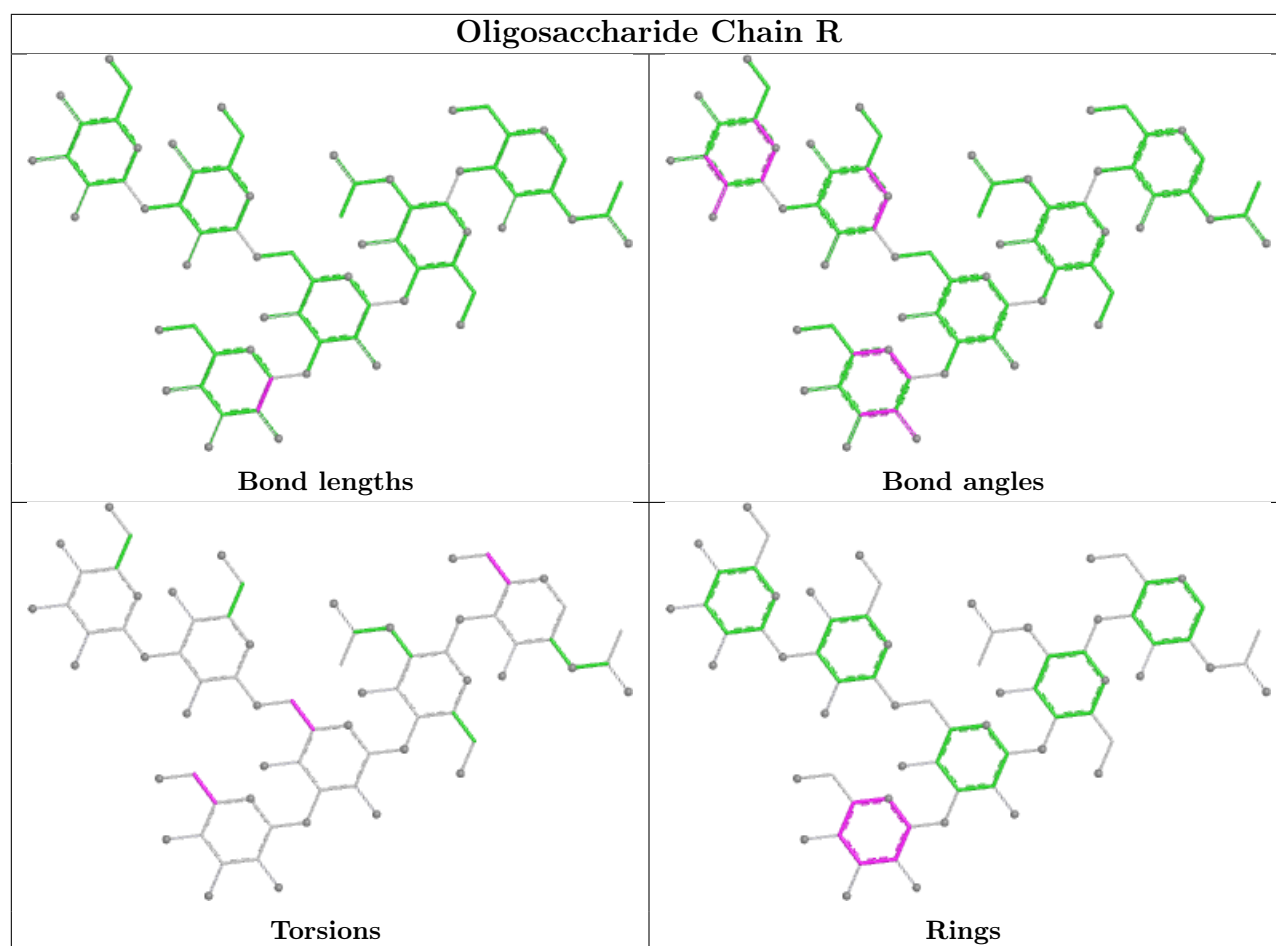 Oligosaccharide Chain R
Bond lengths
Bond angles
Torsions
Rings